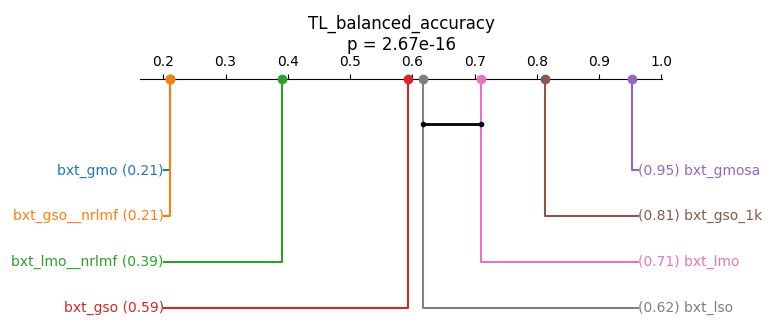 TL_balanced_accuracy
p = 2.67e-16
0.2 0.3 0.4 0.5 0.6 0.7 0.8 0.9 1.0
bxt_gmo (0.21) (0.95) bxt_gmosa
bxt_gso__nrlmf (0.21) (0.81) bxt_gso_1k
bxt_lmo__nrlmf (0.39) (0.71) bxt_lmo
bxt_gso (0.59) (0.62) bxt_lso